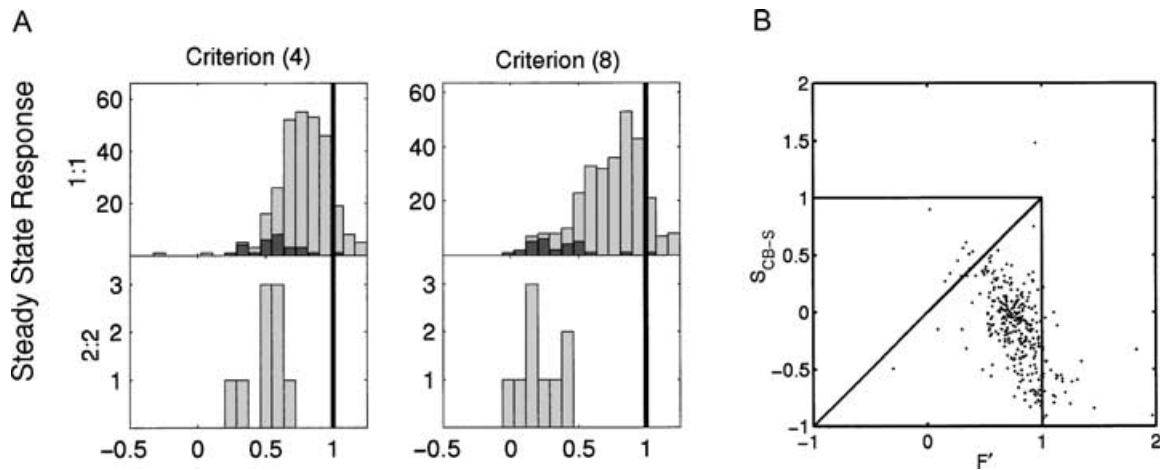 A
Criterion (4)
Criterion (8)
Steady State Response
1:1
2:2
60
40
20
60
40
20
3
2
1
3
2
1
-0.5 0 0.5 1
-0.5 0 0.5 1
B
S_CB-S
2
1.5
1
0.5
0
-0.5
-1
-1 0 1 2
F'